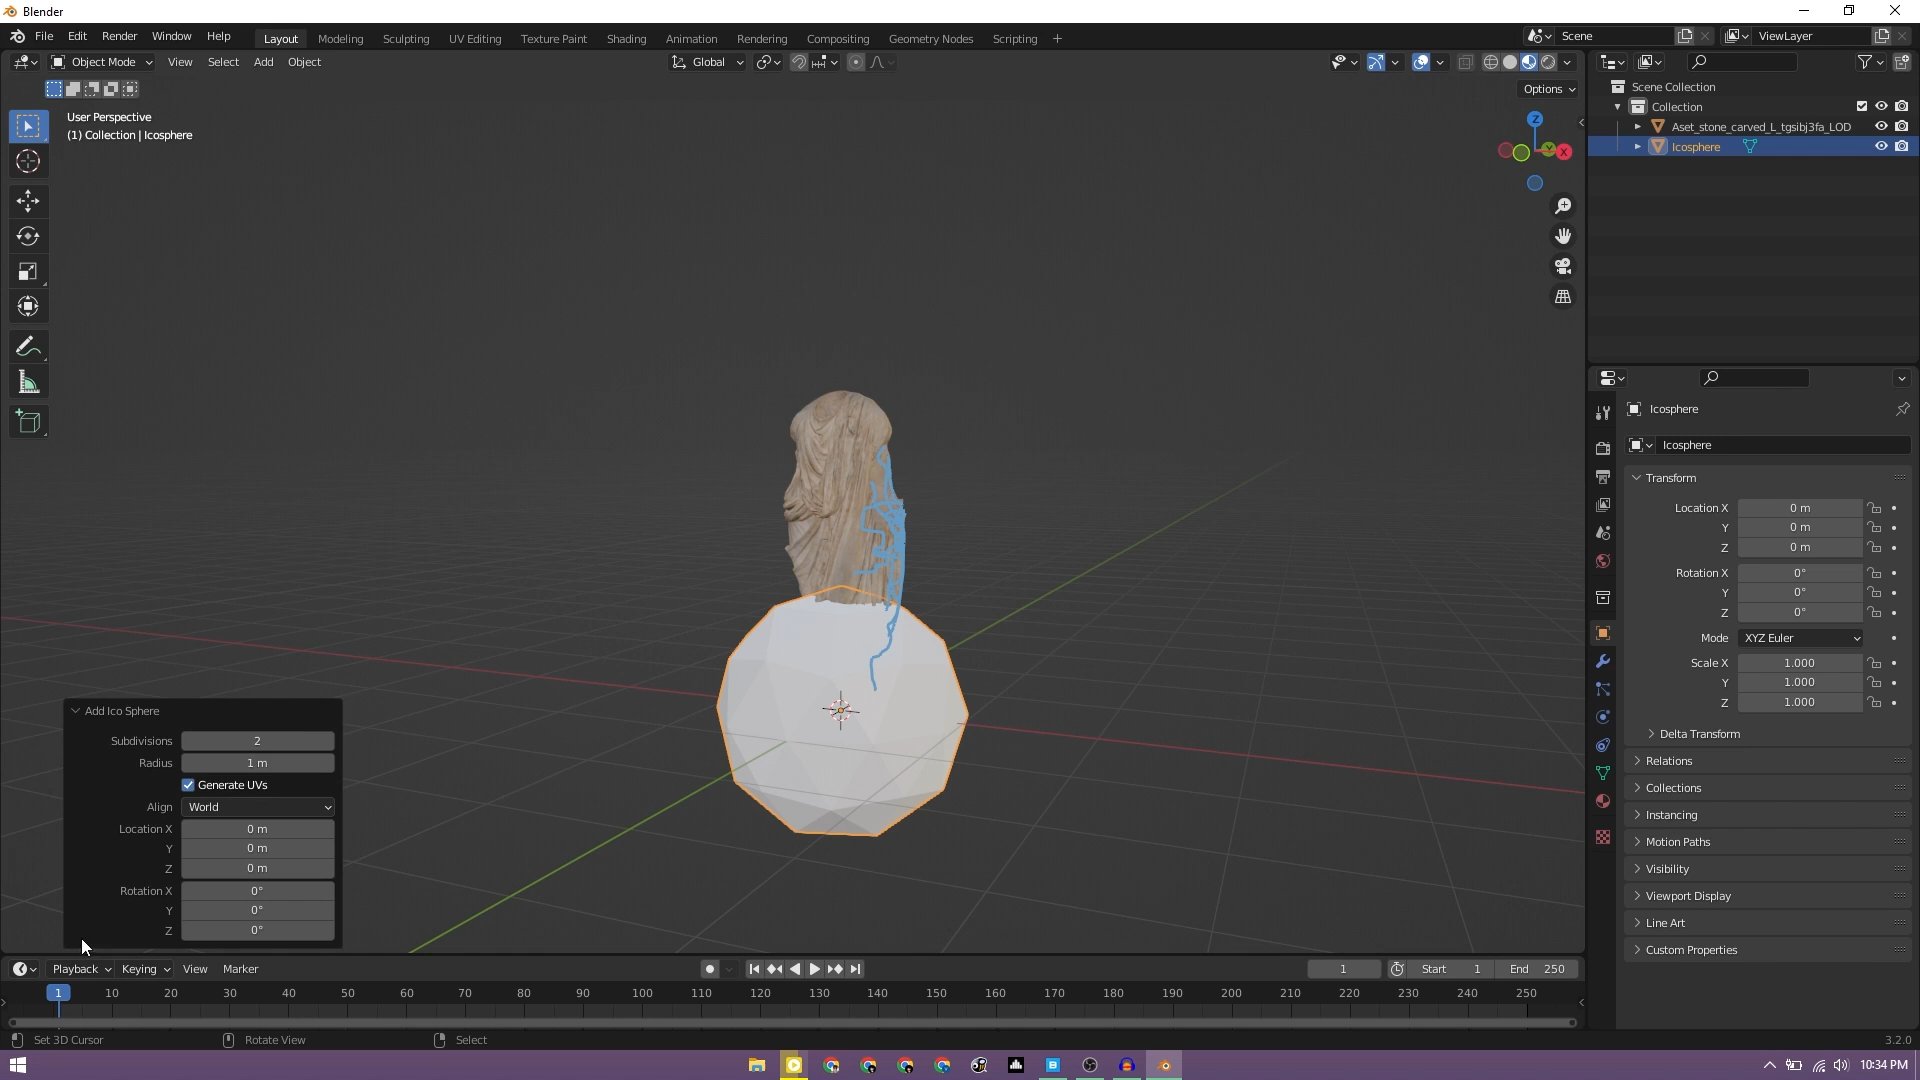 Blender
File Edit Render Window Help
Layout Modeling Sculpting UV Editing Texture Paint Shading Animation Rendering Compositing Geometry Nodes Scripting +
Scene
ViewLayer
Object Mode View Select Add Object
Global
Options
User Perspective
(1) Collection | Icosphere
Z
Y
X
Scene Collection
Collection
Aset_stone_carved_L_tgsibj3fa_LOD
Icosphere
Icosphere
Icosphere
Transform
Location X 0 m
Y 0 m
Z 0 m
Rotation X 0°
Y 0°
Z 0°
Mode XYZ Euler
Scale X 1.000
Y 1.000
Z 1.000
Delta Transform
Relations
Collections
Instancing
Motion Paths
Visibility
Viewport Display
Line Art
Custom Properties
Add Ico Sphere
Subdivisions 2
Radius 1 m
Generate UVs
Align World
Location X 0 m
Y 0 m
Z 0 m
Rotation X 0°
Y 0°
Z 0°
Playback Keying View Marker
1 Start 1 End 250
1 10 20 30 40 50 60 70 80 90 100 110 120 130 140 150 160 170 180 190 200 210 220 230 240 250
Set 3D Cursor Rotate View Select
3.2.0
10:34 PM